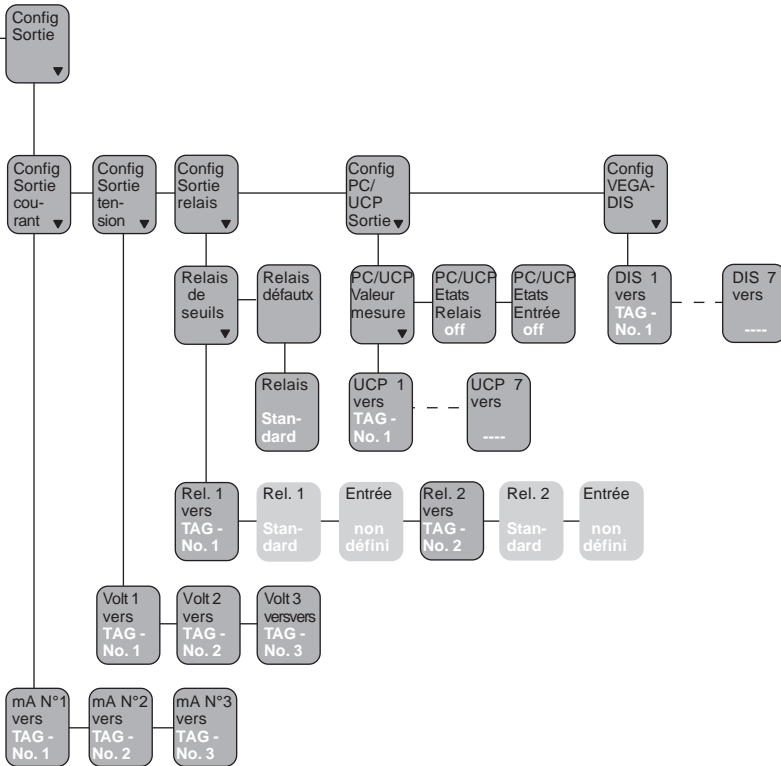 Config
Sortie
Config
Sortie
cou-
rant
Config
Sortie
ten-
sion
Config
Sortie
relais
Config
PC/
UCP
Sortie
Config
VEGA-
DIS
Relais
de
seuils
Relais
défautx
PC/UCP
Valeur
mesure
PC/UCP
Etats
Relais
off
PC/UCP
Etats
Entrée
off
DIS 1
vers
TAG -
No. 1
DIS 7
vers
----
Relais
Stan-
dard
UCP 1
vers
TAG -
No. 1
UCP 7
vers
----
Rel. 1
vers
TAG -
No. 1
Rel. 1
Stan-
dard
Entrée
non
défini
Rel. 2
vers
TAG -
No. 2
Rel. 2
Stan-
dard
Entrée
non
défini
Volt 1
vers
TAG -
No. 1
Volt 2
vers
TAG -
No. 2
Volt 3
versvers
TAG -
No. 3
mA N°1
vers
TAG -
No. 1
mA N°2
vers
TAG -
No. 2
mA N°3
vers
TAG -
No. 3